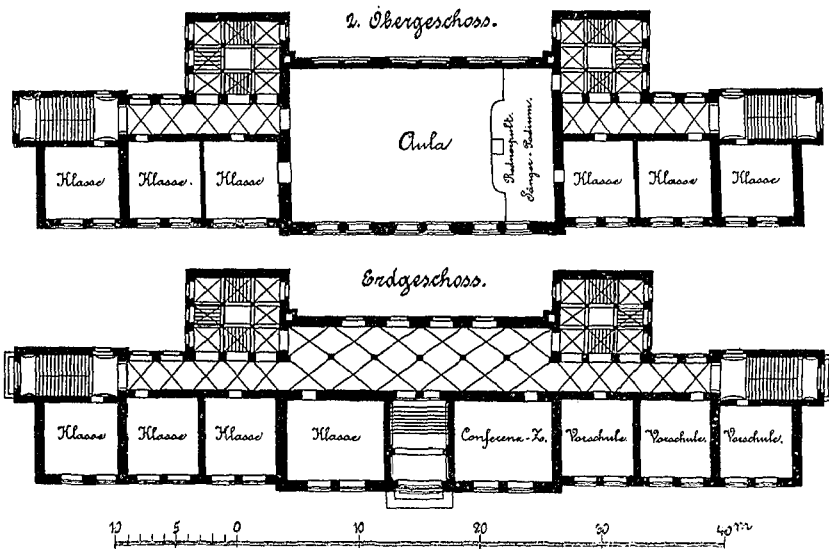 2. Obergeschoss.
Aula
Rednerpult.
Sänger-Podium.
Klasse
Klasse.
Klasse
Klasse
Klasse
Klasse
Erdgeschoss.
Klasse
Klasse
Klasse
Klasse
Conferenz-Z.
Vorschule.
Vorschule.
Vorschule.
10 5 0 10 20 30 40 m